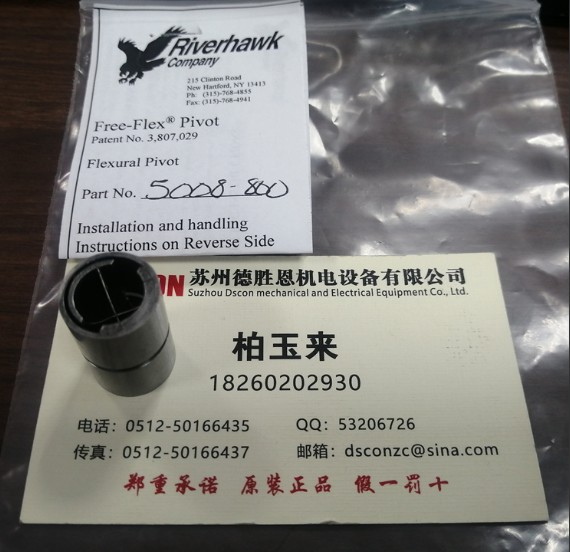 Riverhawk
Company
215 Clinton Road
New Hartford, NY 13413
Ph: (315)-768-4855
Fax: (315)-768-4941
Free-Flex® Pivot
Patent No. 3,807,029
Flexural Pivot
Part No. 5008-800
Installation and handling
Instructions on Reverse Side
ON 苏州德胜恩机电设备有限公司
Suzhou Dscon mechanical and Electrical Equipment Co., Ltd.
柏玉来
18260202930
电话：0512-50166435 QQ：53206726
传真：0512-50166437 邮箱：dsconzc@sina.com
郑重承诺 原装正品 假一罚十